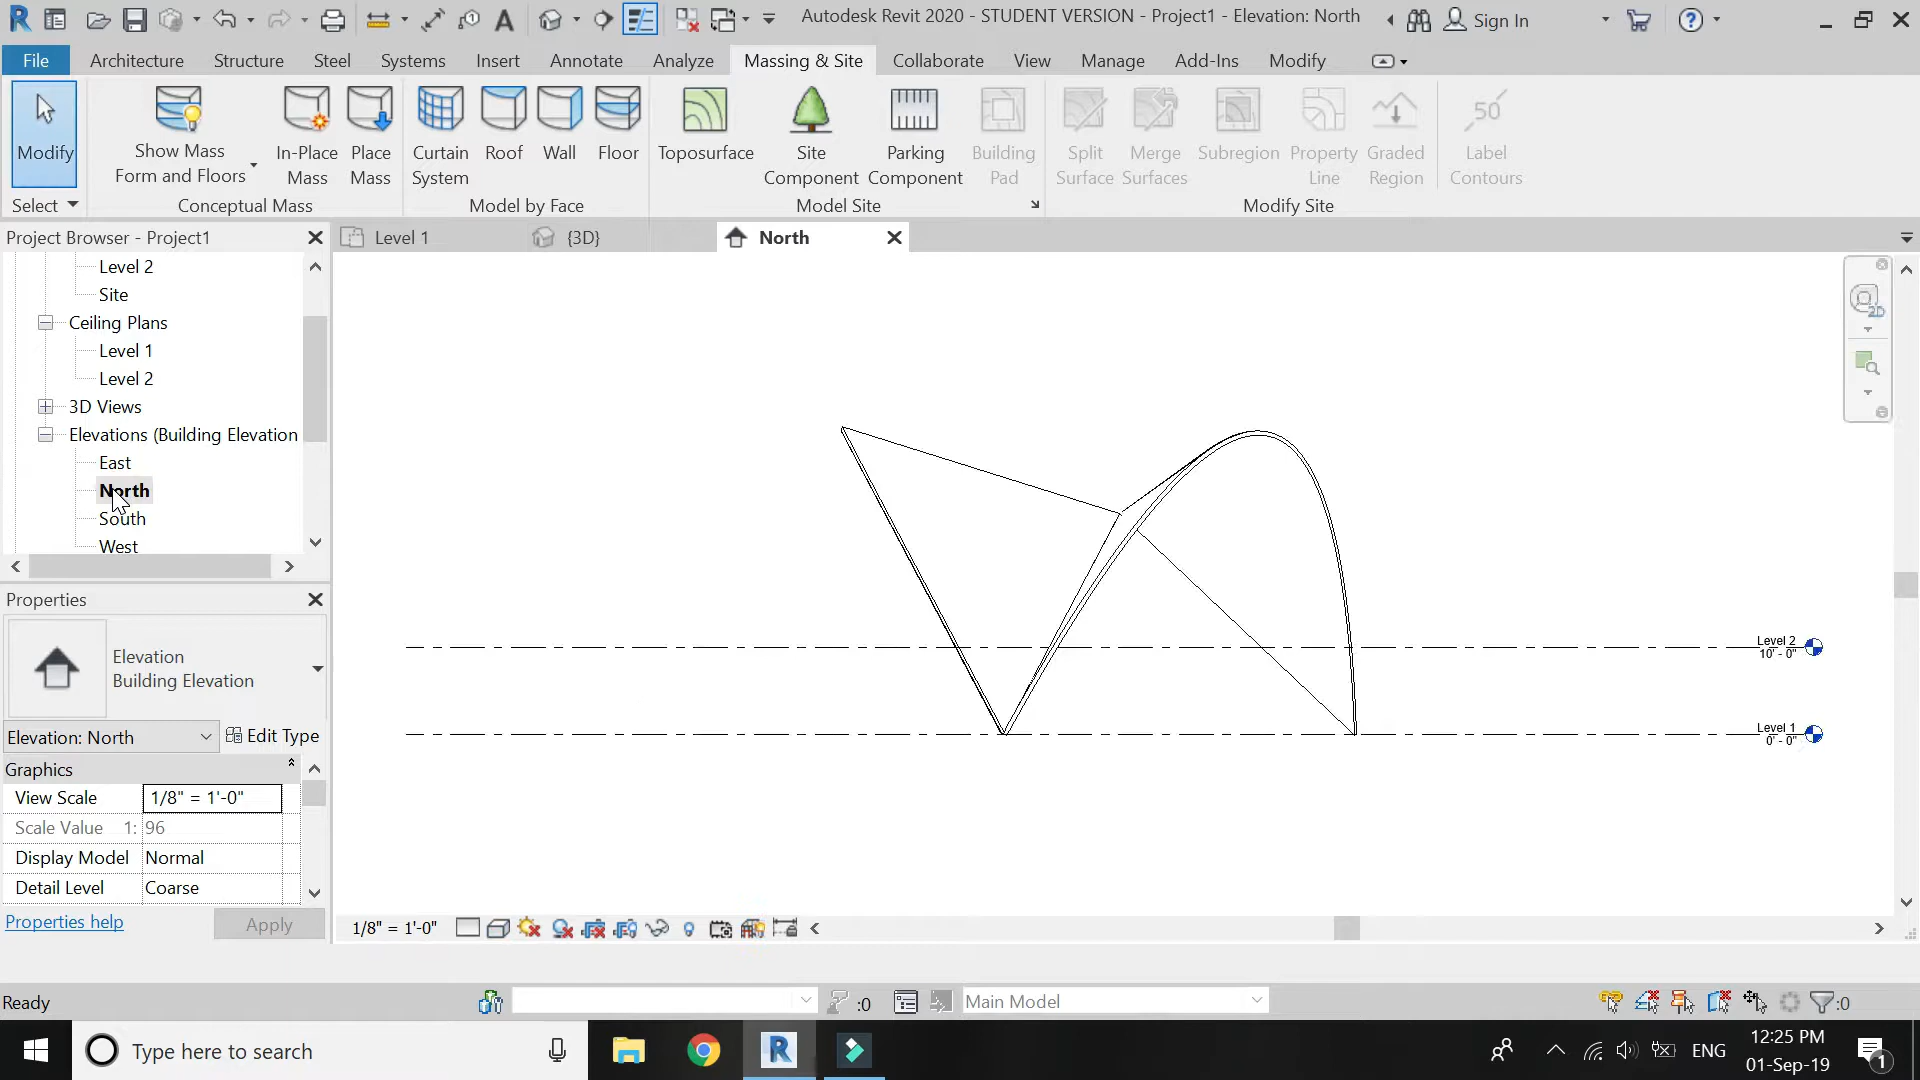 Autodesk Revit 2020 - STUDENT VERSION - Project1 - Elevation: North
Sign In
File Architecture Structure Steel Systems Insert Annotate Analyze Massing & Site Collaborate View Manage Add-Ins Modify
Modify
Show Mass
Form and Floors
In-Place
Mass
Place
Mass
Curtain
System
Roof
Wall
Floor
Toposurface
Site
Component
Parking
Component
Building
Pad
Split
Surface
Merge
Surfaces
Subregion
Property
Line
Graded
Region
50
Label
Contours
Select
Conceptual Mass
Model by Face
Model Site
Modify Site
Project Browser - Project1
Level 1
{3D}
North
Level 2
Site
Ceiling Plans
Level 1
Level 2
3D Views
Elevations (Building Elevation
East
North
South
West
Properties
Elevation
Building Elevation
Elevation: North
Edit Type
Graphics
View Scale 1/8" = 1'-0"
Scale Value 1: 96
Display Model Normal
Detail Level Coarse
Properties help
Apply
2D
Level 2
10' - 0"
Level 1
0' - 0"
1/8" = 1'-0"
Ready
:0
Main Model
:0
Type here to search
ENG
12:25 PM
01-Sep-19
1